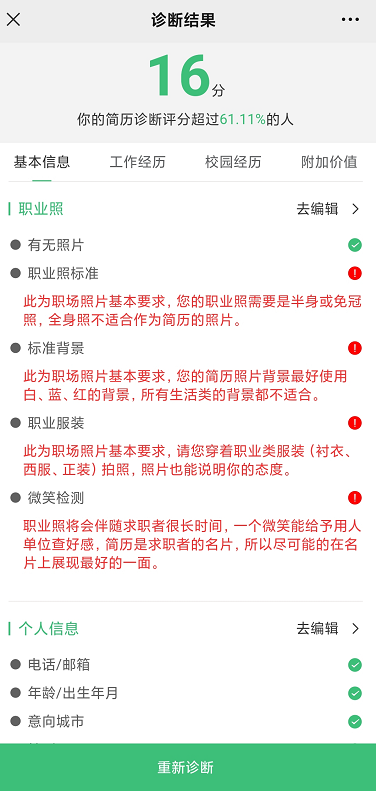 诊断结果
16分
你的简历诊断评分超过61.11%的人
基本信息 工作经历 校园经历 附加价值
职业照 去编辑
有无照片
职业照标准
此为职场照片基本要求，您的职业照需要是半身或免冠
照，全身照不适合作为简历的照片。
标准背景
此为职场照片基本要求，您的简历照片背景最好使用
白、蓝、红的背景，所有生活类的背景都不适合。
职业服装
此为职场照片基本要求，请您穿着职业类服装（衬衣、
西服、正装）拍照，照片也能说明你的态度。
微笑检测
职业照将会伴随求职者很长时间，一个微笑能给予用人
单位查好感，简历是求职者的名片，所以尽可能的在名
片上展现最好的一面。
个人信息 去编辑
电话/邮箱
年龄/出生年月
意向城市
重新诊断